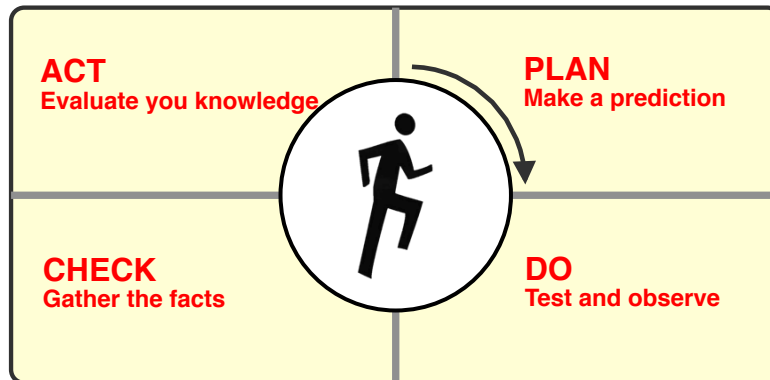 ACT
Evaluate you knowledge
PLAN
Make a prediction
CHECK
Gather the facts
DO
Test and observe